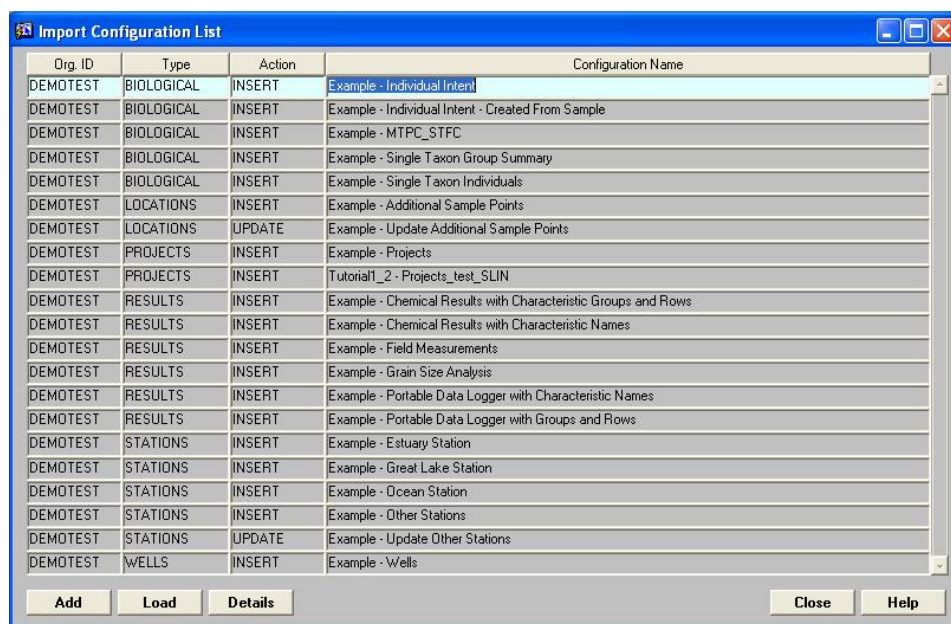 Import Configuration List
Org. ID Type Action Configuration Name
DEMOTEST BIOLOGICAL INSERT Example - Individual Intent
DEMOTEST BIOLOGICAL INSERT Example - Individual Intent - Created From Sample
DEMOTEST BIOLOGICAL INSERT Example - MTPC_STFC
DEMOTEST BIOLOGICAL INSERT Example - Single Taxon Group Summary
DEMOTEST BIOLOGICAL INSERT Example - Single Taxon Individuals
DEMOTEST LOCATIONS INSERT Example - Additional Sample Points
DEMOTEST LOCATIONS UPDATE Example - Update Additional Sample Points
DEMOTEST PROJECTS INSERT Example - Projects
DEMOTEST PROJECTS INSERT Tutorial1_2 - Projects_test_SLIN
DEMOTEST RESULTS INSERT Example - Chemical Results with Characteristic Groups and Rows
DEMOTEST RESULTS INSERT Example - Chemical Results with Characteristic Names
DEMOTEST RESULTS INSERT Example - Field Measurements
DEMOTEST RESULTS INSERT Example - Grain Size Analysis
DEMOTEST RESULTS INSERT Example - Portable Data Logger with Characteristic Names
DEMOTEST RESULTS INSERT Example - Portable Data Logger with Groups and Rows
DEMOTEST STATIONS INSERT Example - Estuary Station
DEMOTEST STATIONS INSERT Example - Great Lake Station
DEMOTEST STATIONS INSERT Example - Ocean Station
DEMOTEST STATIONS INSERT Example - Other Stations
DEMOTEST STATIONS UPDATE Example - Update Other Stations
DEMOTEST WELLS INSERT Example - Wells
Add Load Details Close Help